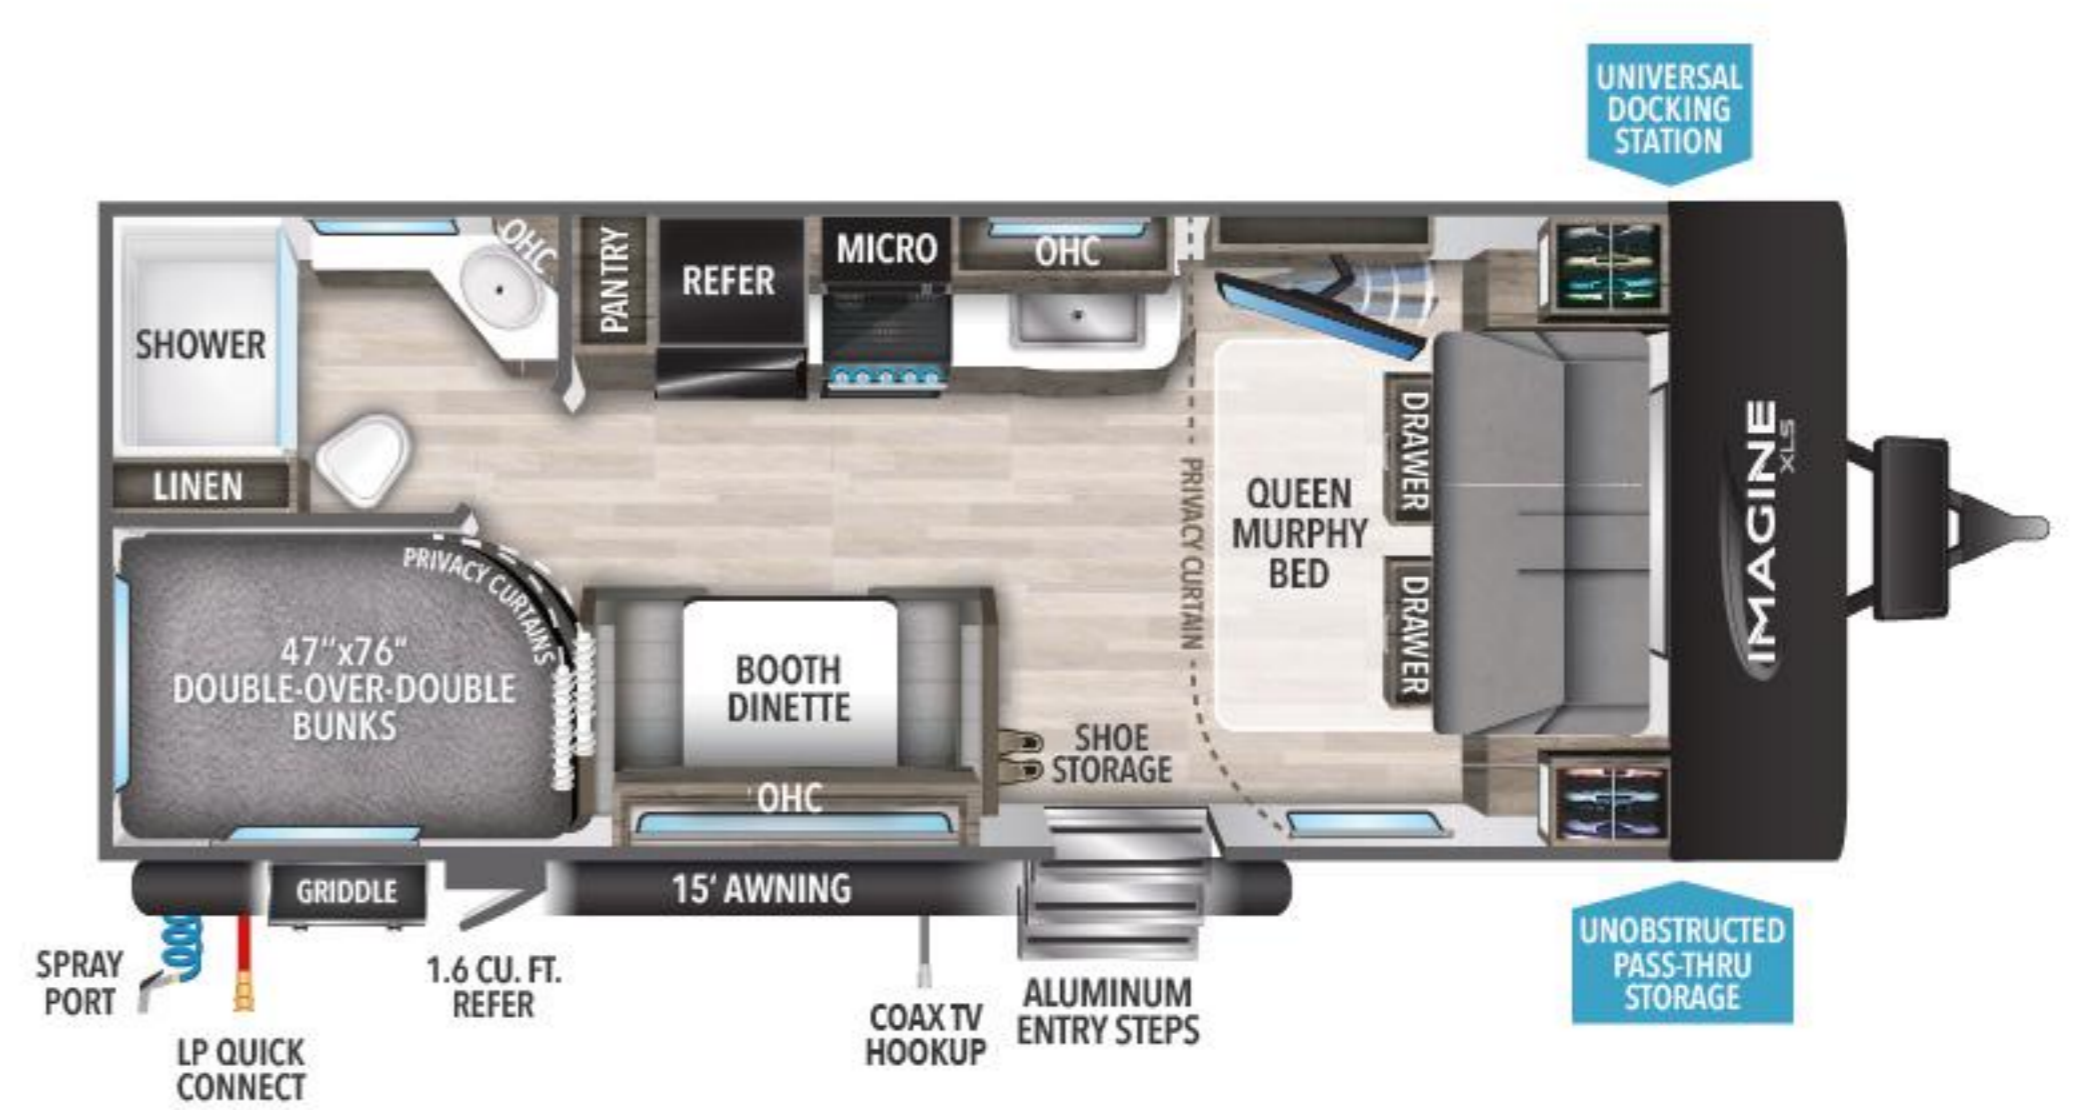 UNIVERSAL
DOCKING
STATION
OHC
PANTRY
REFER
MICRO
OHC
SHOWER
LINEN
PRIVACY CURTAINS
47"x76"
DOUBLE-OVER-DOUBLE
BUNKS
BOOTH
DINETTE
OHC
SHOE
STORAGE
PRIVACY CURTAIN
QUEEN
MURPHY
BED
DRAWER
DRAWER
IMAGINE
XLS
GRIDDLE
15' AWNING
SPRAY
PORT
LP QUICK
CONNECT
1.6 CU. FT.
REFER
COAX TV
HOOKUP
ALUMINUM
ENTRY STEPS
UNOBSTRUCTED
PASS-THRU
STORAGE